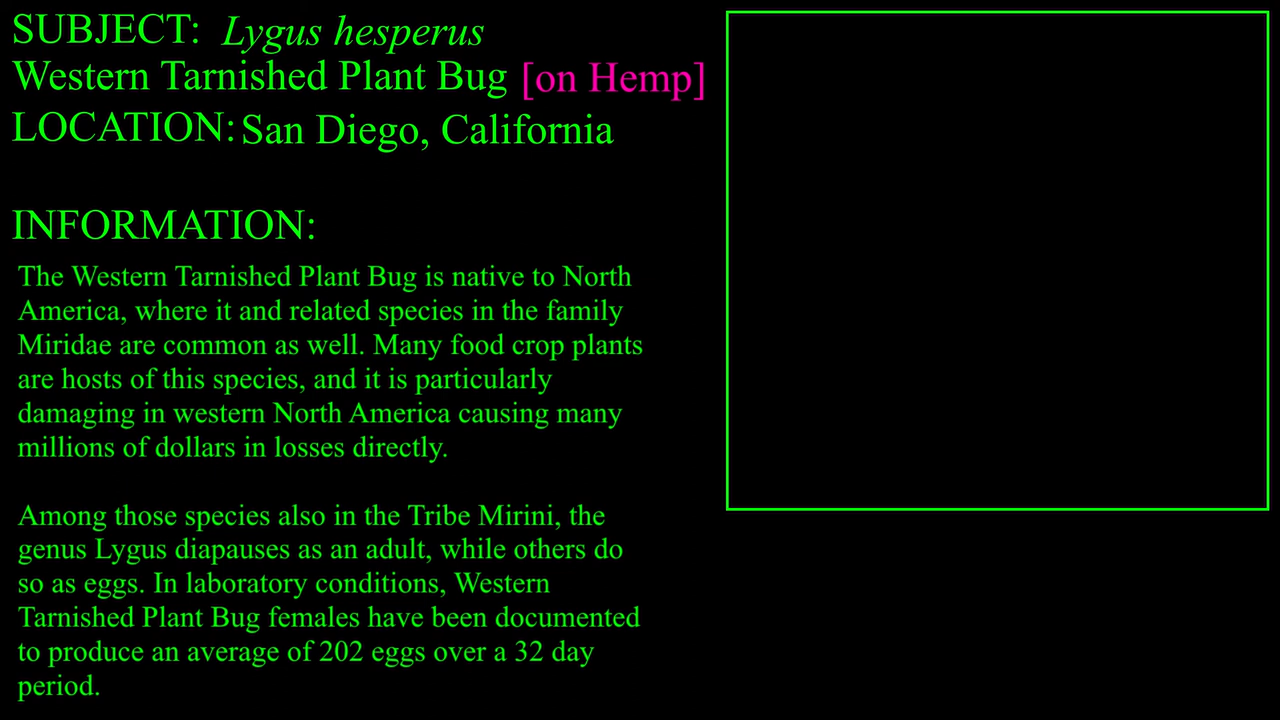 SUBJECT: Lygus hesperus
Western Tarnished Plant Bug [on Hemp]
LOCATION: San Diego, California
INFORMATION:
The Western Tarnished Plant Bug is native to North
America, where it and related species in the family
Miridae are common as well. Many food crop plants
are hosts of this species, and it is particularly
damaging in western North America causing many
millions of dollars in losses directly.
Among those species also in the Tribe Mirini, the
genus Lygus diapauses as an adult, while others do
so as eggs. In laboratory conditions, Western
Tarnished Plant Bug females have been documented
to produce an average of 202 eggs over a 32 day
period.